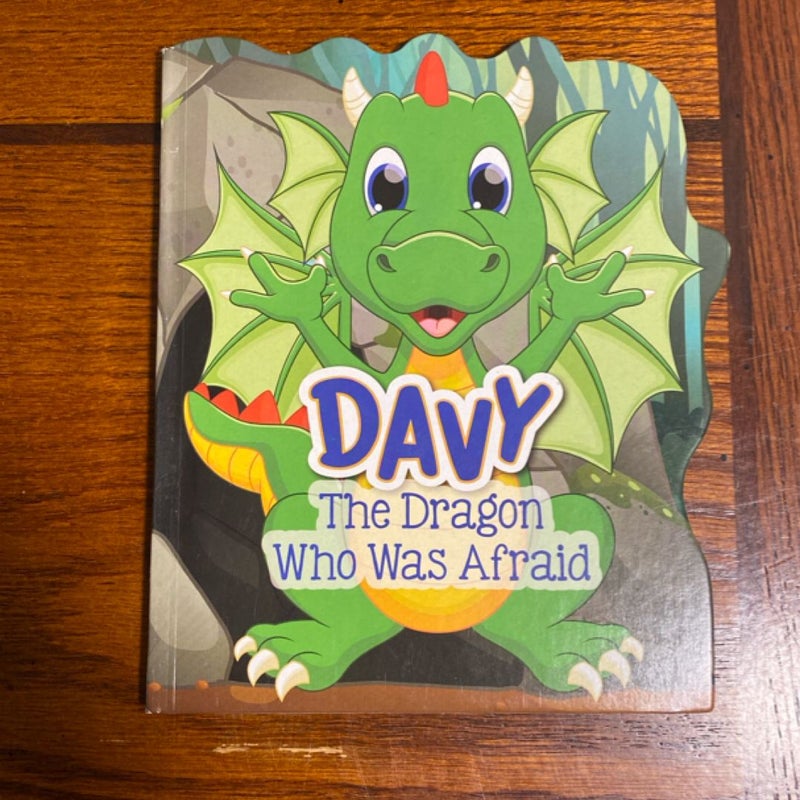 DAVY
The Dragon
Who Was Afraid